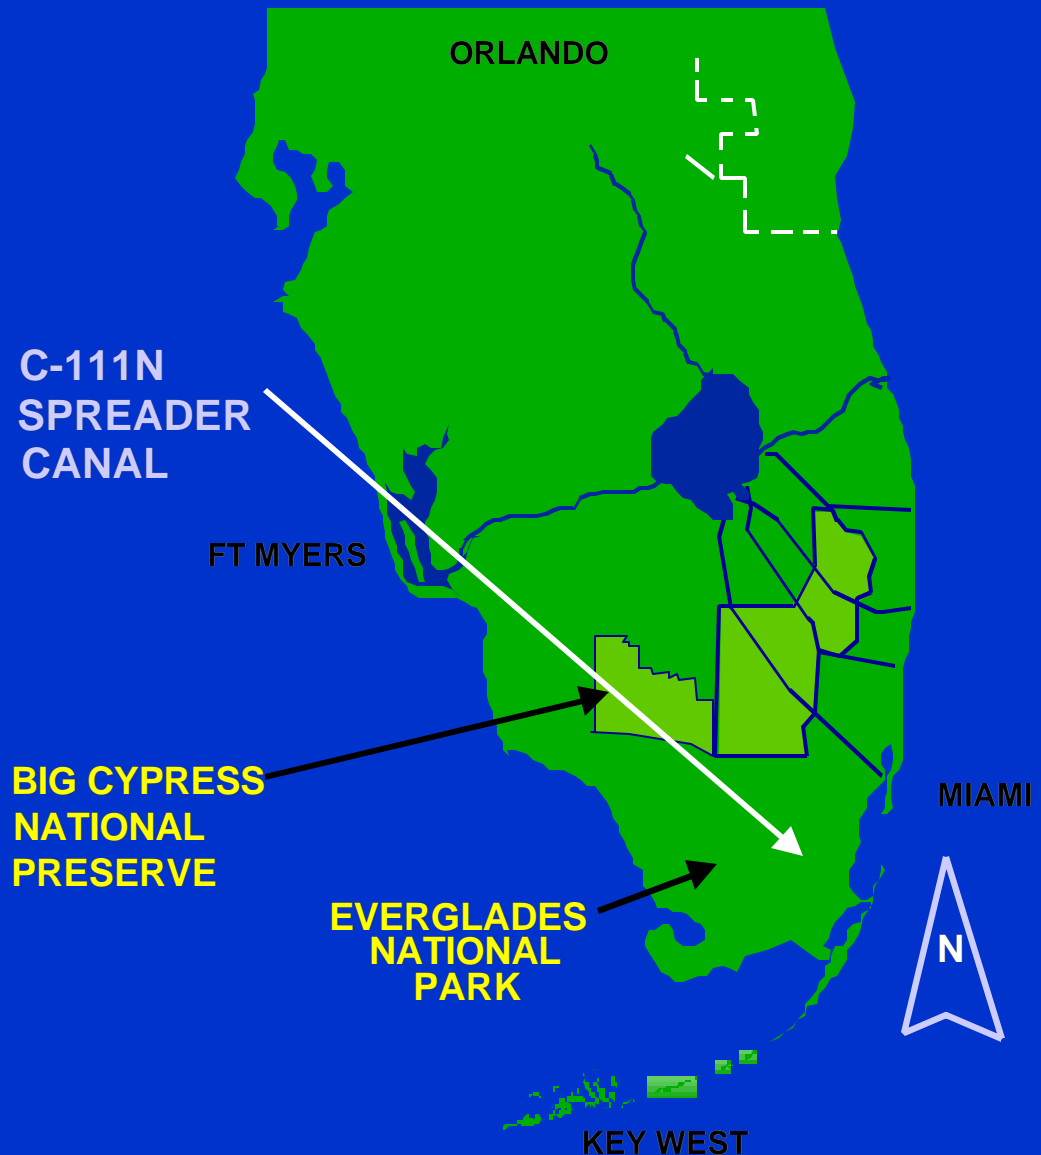 ORLANDO
C-111N
SPREADER
CANAL
FT MYERS
BIG CYPRESS
NATIONAL
PRESERVE
MIAMI
EVERGLADES
NATIONAL
PARK
N
KEY WEST